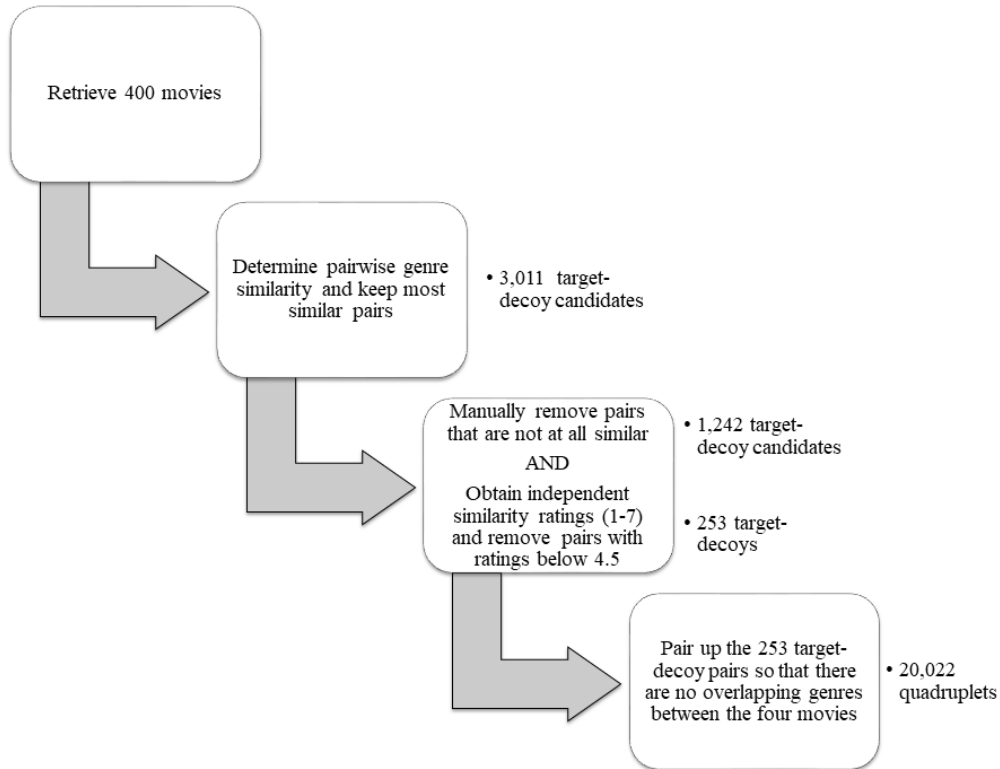 Retrieve 400 movies
Determine pairwise genre
similarity and keep most
similar pairs
• 3,011 target-
decoy candidates
Manually remove pairs
that are not at all similar
AND
Obtain independent
similarity ratings (1-7)
and remove pairs with
ratings below 4.5
• 1,242 target-
decoy candidates
• 253 target-
decoys
Pair up the 253 target-
decoy pairs so that there
are no overlapping genres
between the four movies
• 20,022
quadruplets